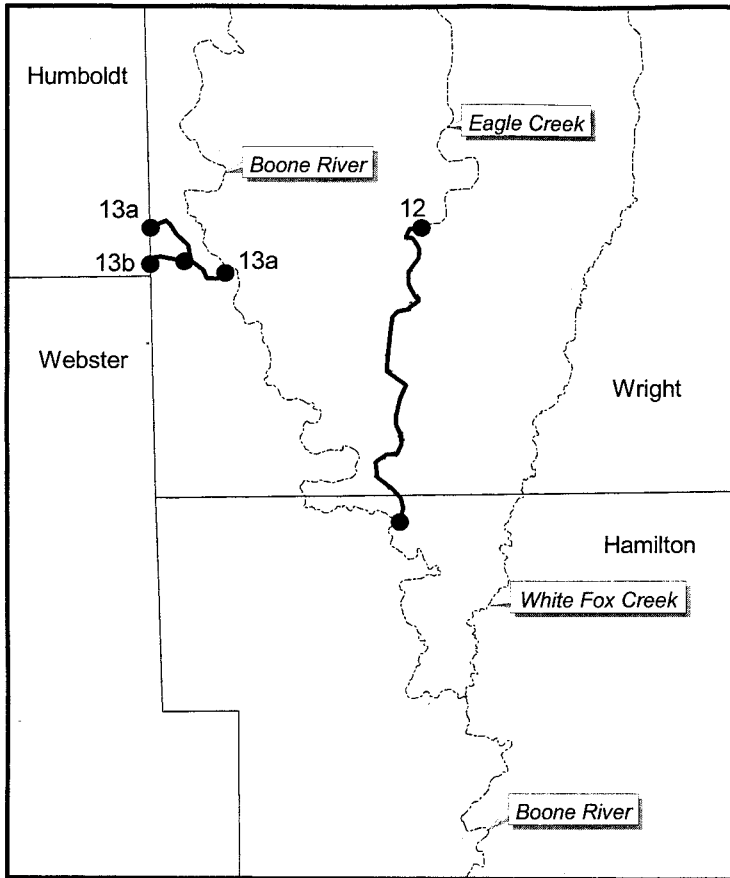 Humboldt
Eagle Creek
Boone River
13a
12
13b
13a
Webster
Wright
Hamilton
White Fox Creek
Boone River